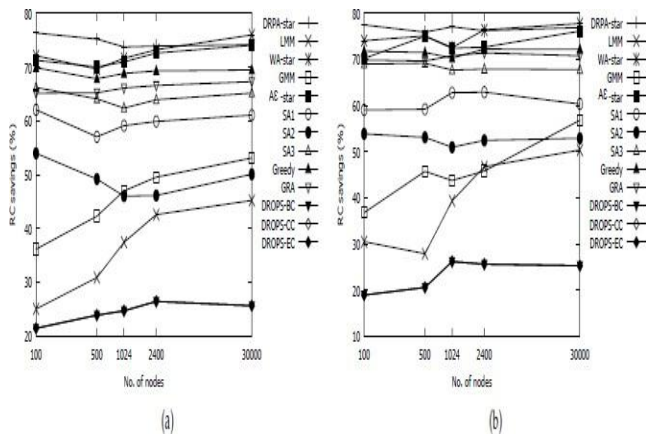 80
70
60
50
40
30
20
RC savings (%)
100 500 1024 2400 30000
No. of nodes
DRPA-star
LMM
WA-star
GMM
Aε-star
SA1
SA2
SA3
Greedy
GRA
DROPS-BC
DROPS-CC
DROPS-EC
(a)
80
70
60
50
40
30
20
10
RC savings (%)
100 500 1024 2400 30000
No. of nodes
DRPA-star
LMM
WA-star
GMM
Aε-star
SA1
SA2
SA3
Greedy
GRA
DROPS-BC
DROPS-CC
DROPS-EC
(b)